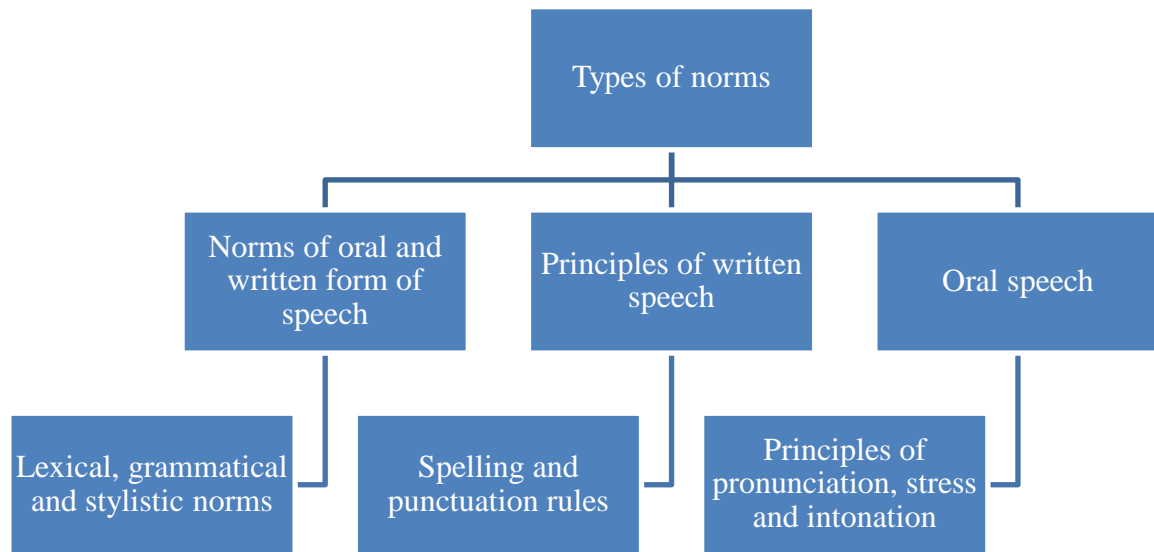 Types of norms
Norms of oral and
written form of
speech
Principles of written
speech
Oral speech
Lexical, grammatical
and stylistic norms
Spelling and
punctuation rules
Principles of
pronunciation, stress
and intonation